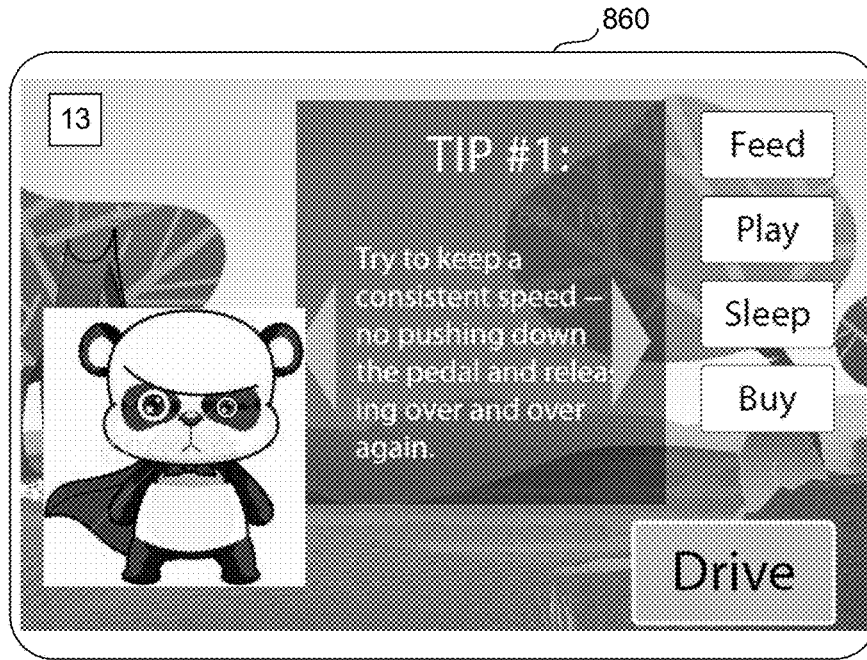 860
13
TIP #1:
Try to keep a
consistent speed –
no pushing down
the pedal and releas
ing over and over
again.
Feed
Play
Sleep
Buy
Drive